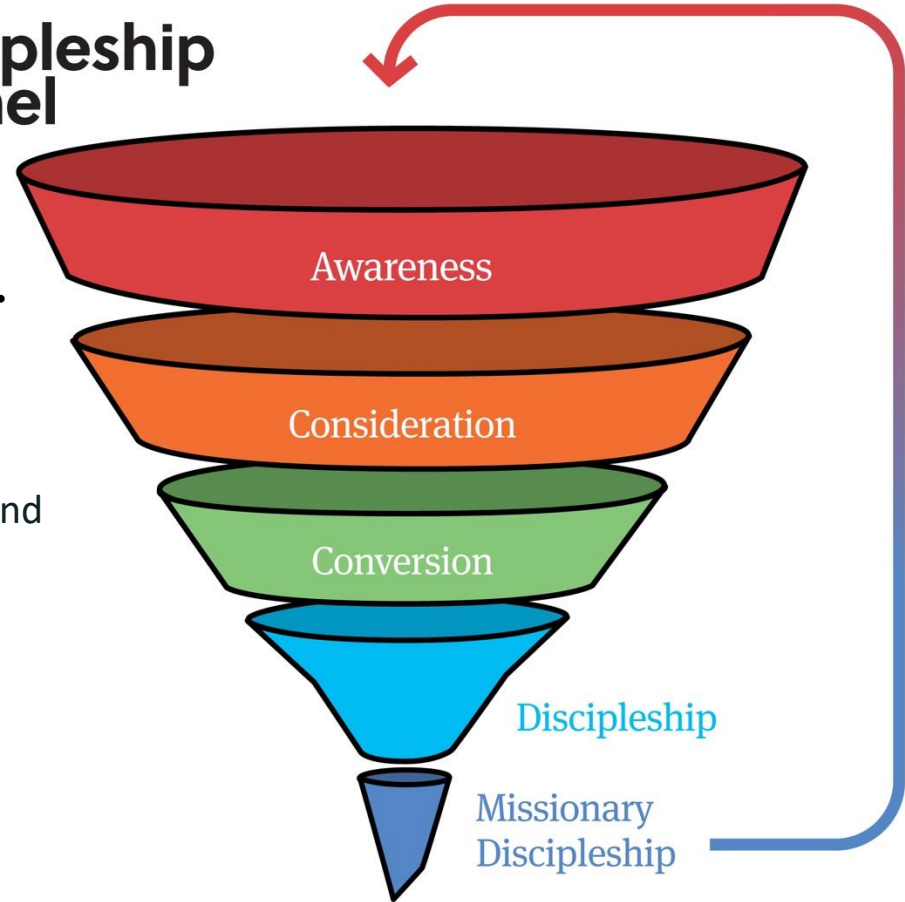 pleship
nel
.
Awareness
Consideration
nd
Conversion
Discipleship
Missionary
Discipleship